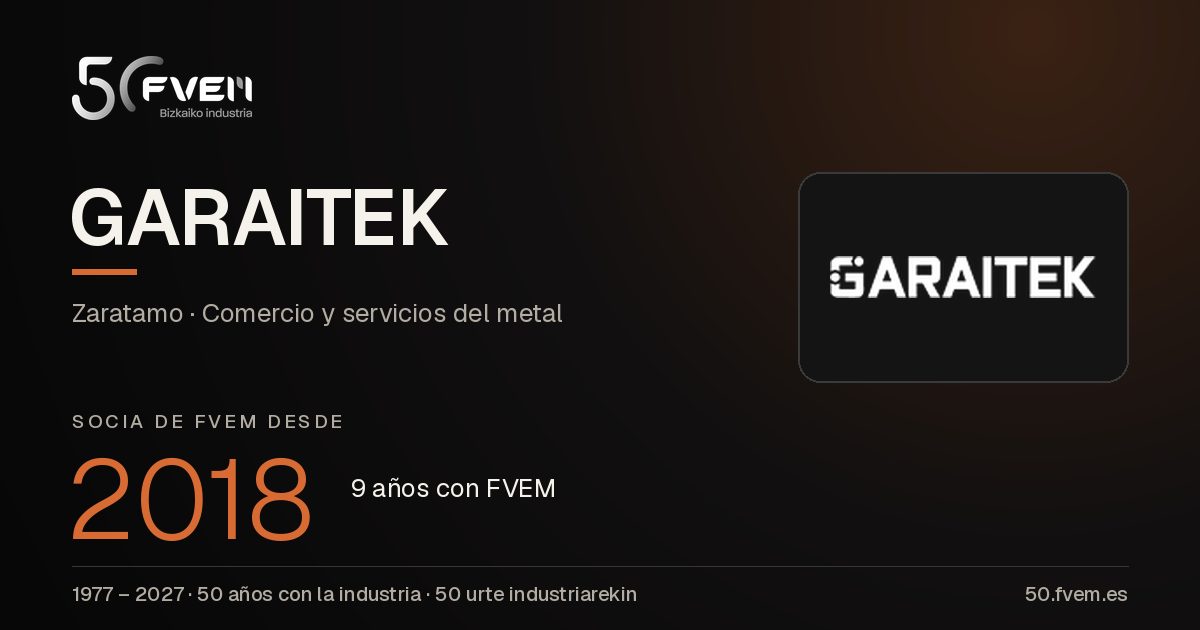 50 FVEM
Bizkaiko industria
GARAITEK
Zaratamo · Comercio y servicios del metal
GARAITEK
SOCIA DE FVEM DESDE
2018
9 años con FVEM
1977 – 2027 · 50 años con la industria · 50 urte industriarekin
50.fvem.es